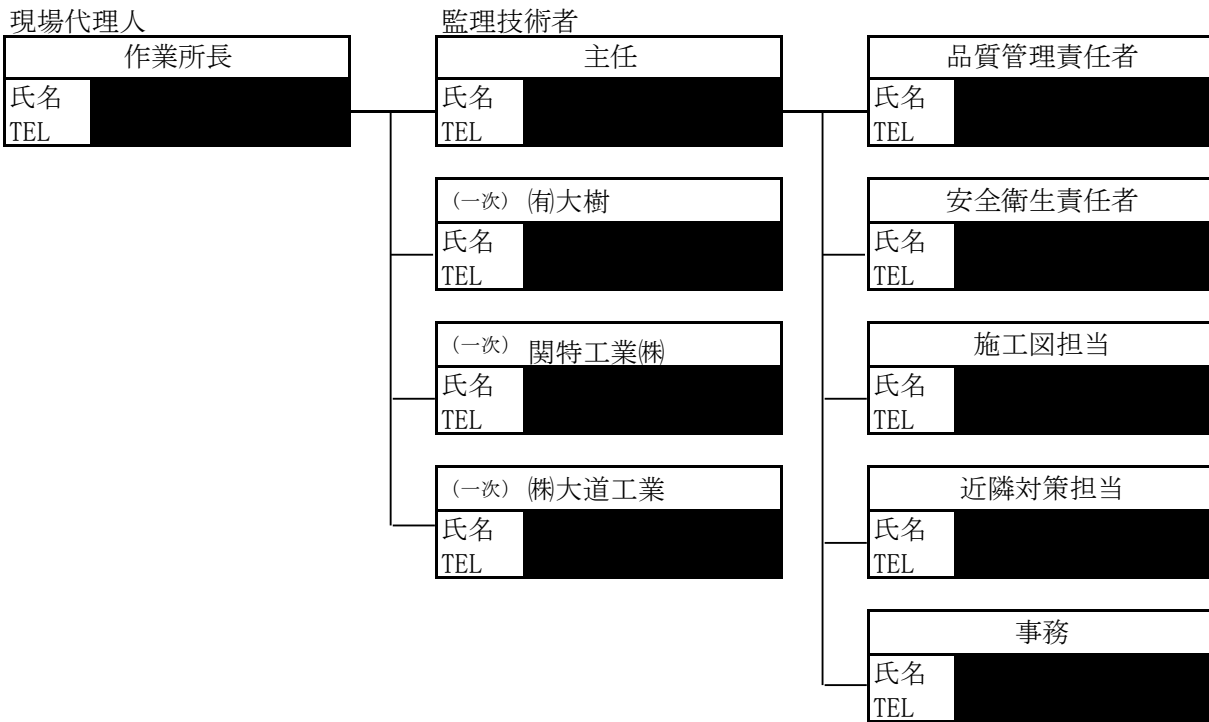 現場代理人
作業所長
氏名
TEL
監理技術者
主任
氏名
TEL
(一次) ㈲大樹
氏名
TEL
(一次) 関特工業㈱
氏名
TEL
(一次) ㈱大道工業
氏名
TEL
品質管理責任者
氏名
TEL
安全衛生責任者
氏名
TEL
施工図担当
氏名
TEL
近隣対策担当
氏名
TEL
事務
氏名
TEL